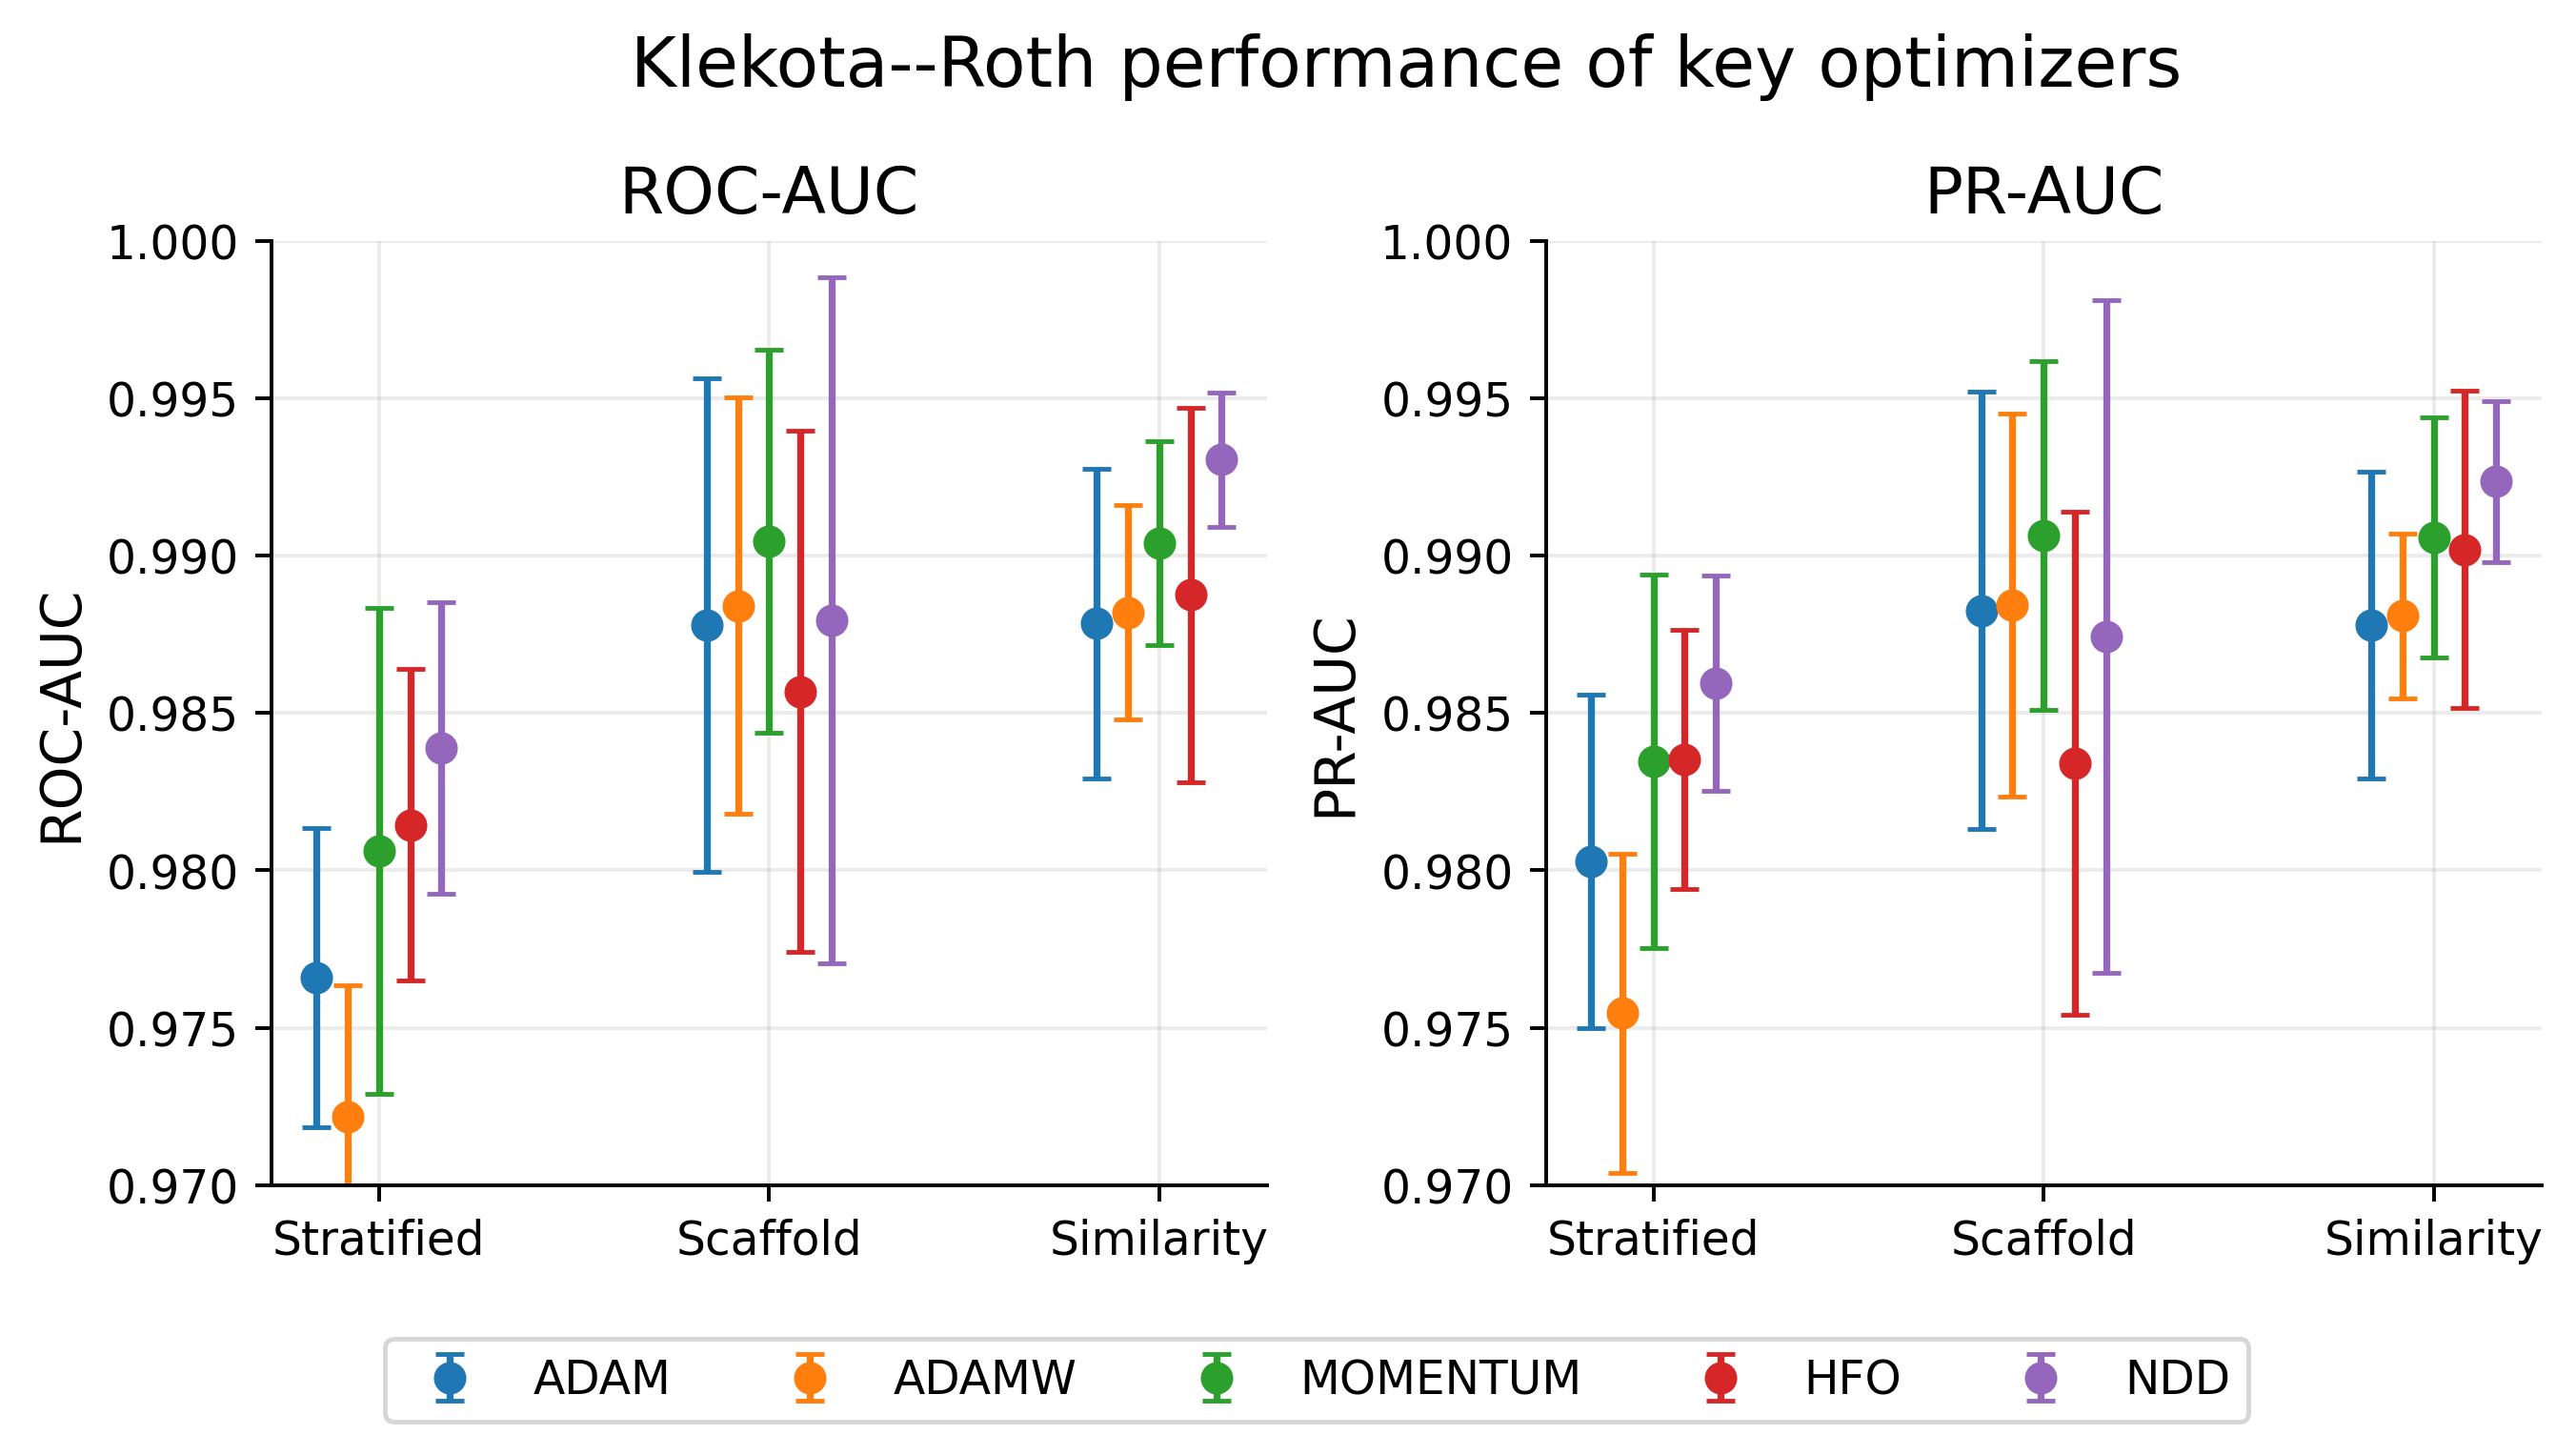 Klekota--Roth performance of key optimizers
ROC-AUC
ROC-AUC
1.000
0.995
0.990
0.985
0.980
0.975
0.970
Stratified Scaffold Similarity
PR-AUC
PR-AUC
1.000
0.995
0.990
0.985
0.980
0.975
0.970
Stratified Scaffold Similarity
ADAM ADAMW MOMENTUM HFO NDD